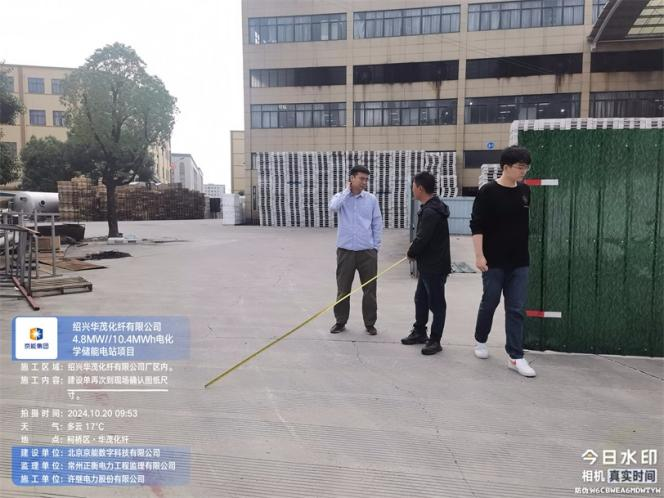 京能集团
绍兴华茂化纤有限公司
4.8MW//10.4MWh电化
学储能电站项目
施工区域：绍兴华茂化纤有限公司厂区内。
施工内容：建设单再次到现场确认图纸尺
寸。
拍摄时间：2024.10.20 09:53
天 气：多云 17℃
地 点：柯桥区·华茂化纤
建设单位：北京京能数字科技有限公司
监理单位：常州正衡电力工程监理有限公司
施工单位：许继电力股份有限公司
今日水印
相机 真实时间
防伪 W6CBWEA6MDWTYW